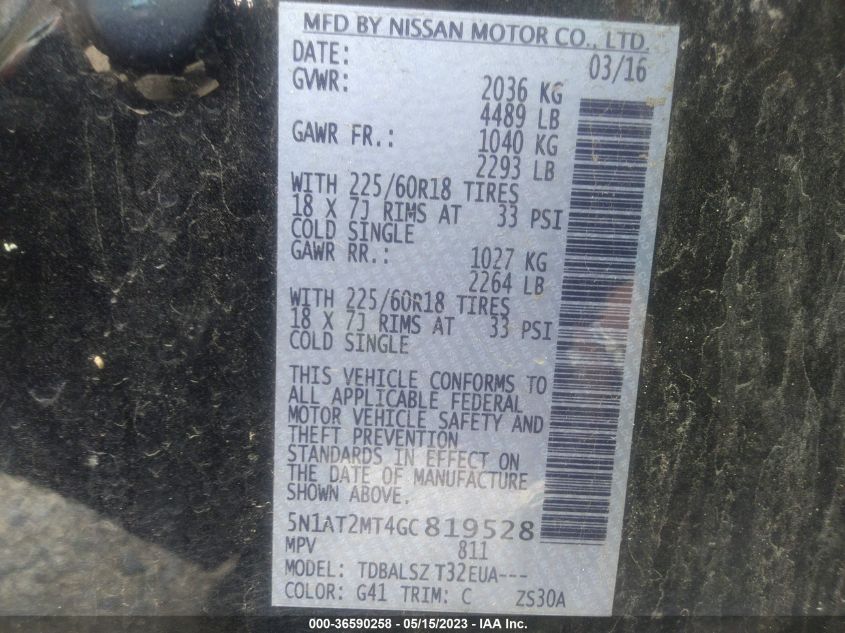 MFD BY NISSAN MOTOR CO., LTD.
DATE: 03/16
GVWR: 2036 KG
4489 LB
GAWR FR.: 1040 KG
2293 LB
WITH 225/60R18 TIRES
18 X 7J RIMS AT 33 PSI
COLD SINGLE
GAWR RR.: 1027 KG
2264 LB
WITH 225/60R18 TIRES
18 X 7J RIMS AT 33 PSI
COLD SINGLE
THIS VEHICLE CONFORMS TO
ALL APPLICABLE FEDERAL
MOTOR VEHICLE SAFETY AND
THEFT PREVENTION
STANDARDS IN EFFECT ON
THE DATE OF MANUFACTURE
SHOWN ABOVE.
5N1AT2MT4GC819528
MPV 811
MODEL: TDBALSZ T32EUA---
COLOR: G41 TRIM: C ZS30A
000-36590258 - 05/15/2023 - IAA Inc.